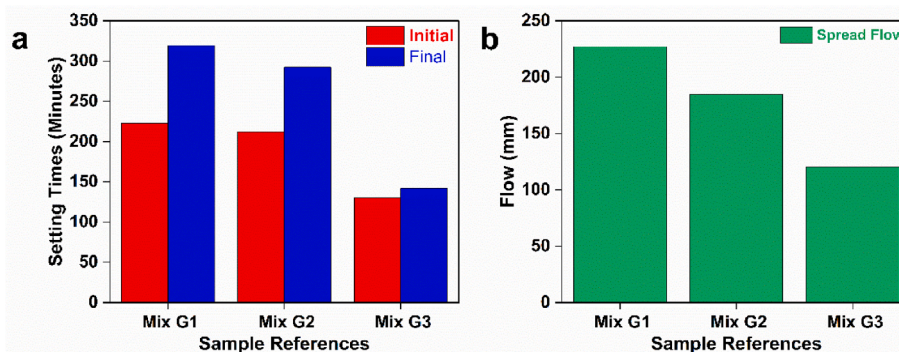 a
Setting Times (Minutes)
350
300
250
200
150
100
50
0
Initial
Final
Mix G1 Mix G2 Mix G3
Sample References
b
Flow (mm)
250
200
150
100
50
0
Spread Flow
Mix G1 Mix G2 Mix G3
Sample References